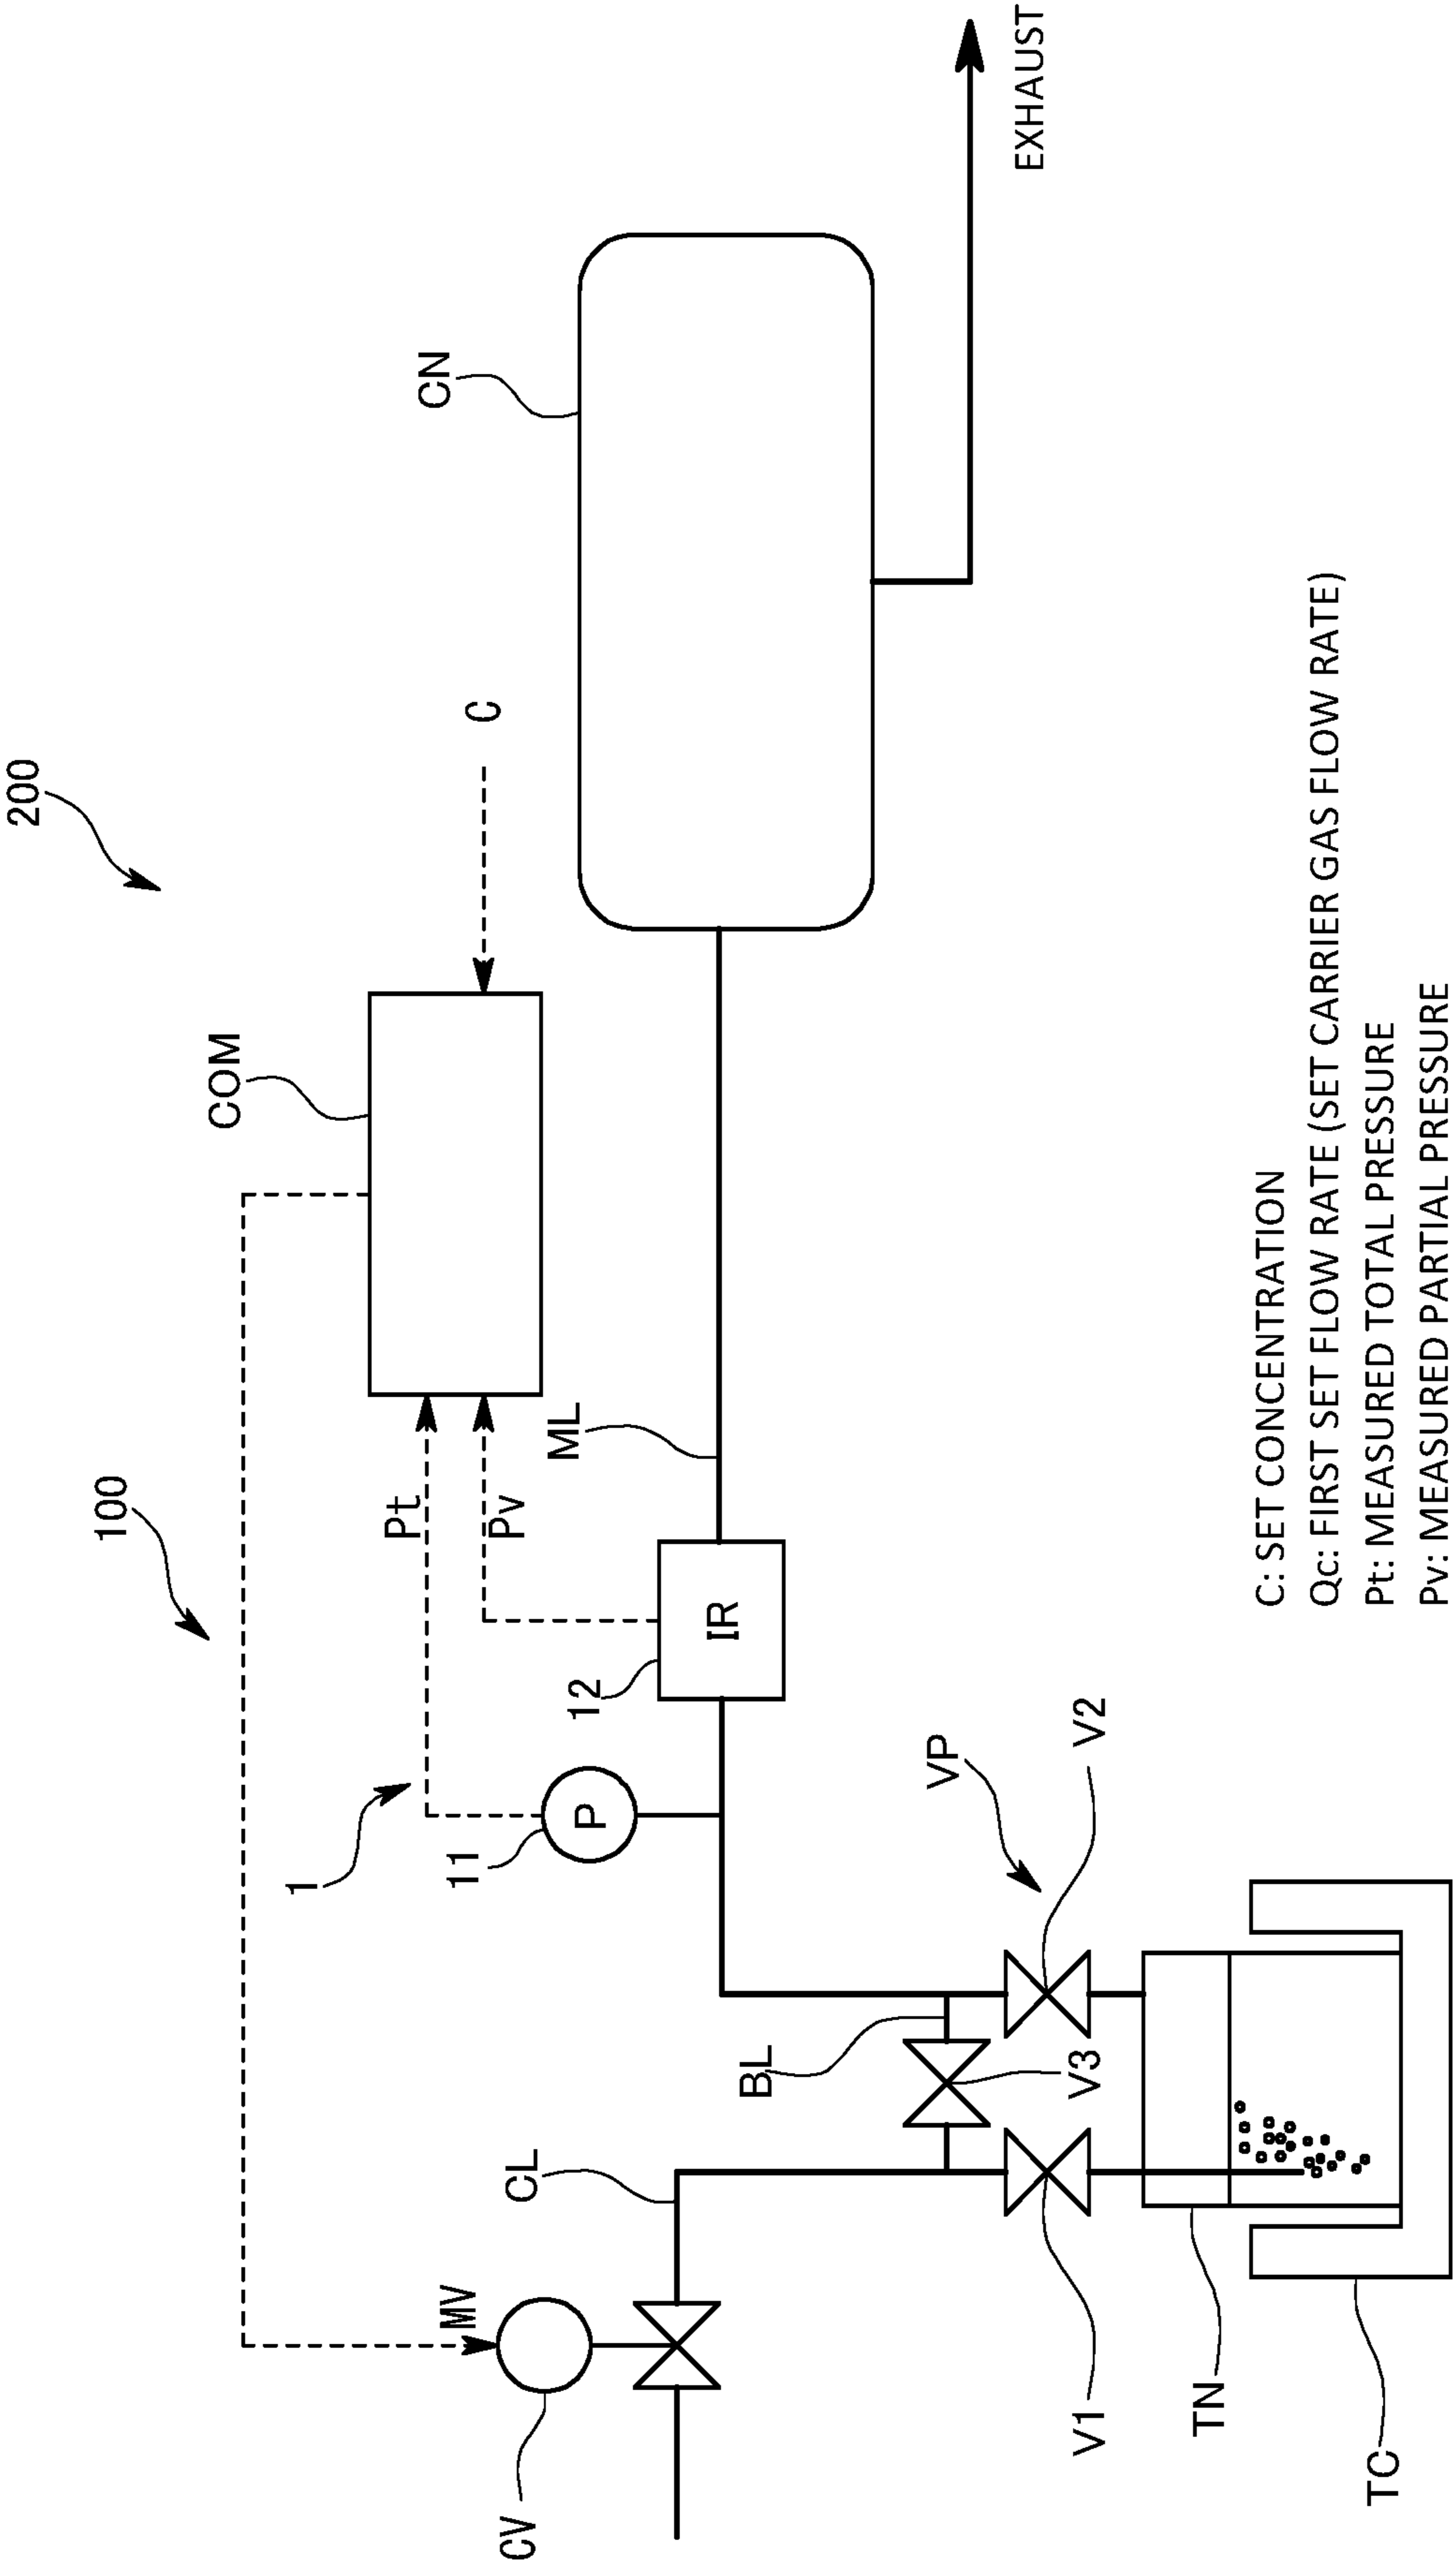 200
100
COM
C
CN
1
Pt
Pv
MV
CV
CL
11
P
12
IR
ML
BL
VP
V3
V1
V2
TN
TC
EXHAUST
C: SET CONCENTRATION
Qc: FIRST SET FLOW RATE (SET CARRIER GAS FLOW RATE)
Pt: MEASURED TOTAL PRESSURE
Pv: MEASURED PARTIAL PRESSURE